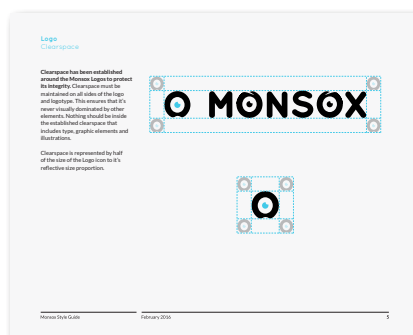 Logo
Clearspace
Clearspace has been established
around the Monsox Logos to protect
its integrity. Clearspace must be
maintained on all sides of the logo
and logotype. This ensures that it's
never visually dominated by other
elements. Nothing should be inside
the established clearspace that
includes type, graphic elements and
illustrations.
Clearspace is represented by half
of the size of the Logo icon to it's
reflective size proportion.
MONSOX
Monsox Style Guide
February 2016
5